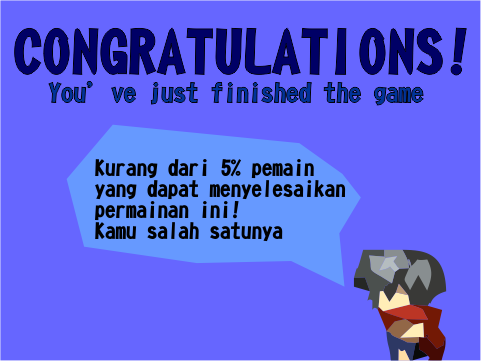 CONGRATULATIONS!
You've just finished the game
Kurang dari 5% pemain
yang dapat menyelesaikan
permainan ini!
Kamu salah satunya